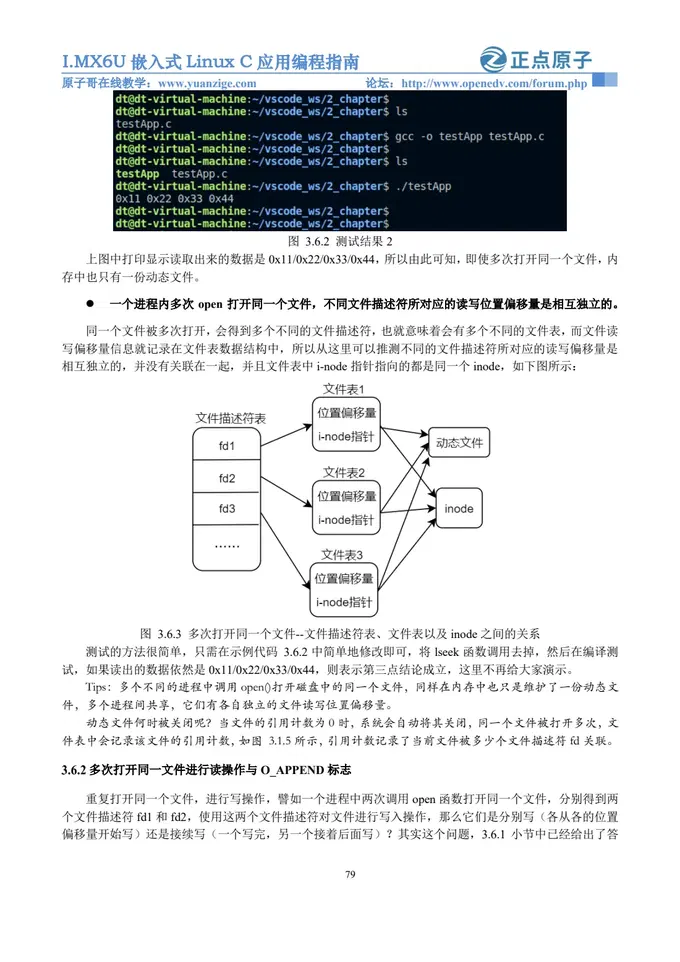 I.MX6U 嵌入式 Linux C 应用编程指南
正点原子
原子哥在线教学：www.yuanzige.com 论坛：http://www.openedv.com/forum.php
dt@dt-virtual-machine:~/vscode_ws/2_chapter$
dt@dt-virtual-machine:~/vscode_ws/2_chapter$ ls
testApp.c
dt@dt-virtual-machine:~/vscode_ws/2_chapter$ gcc -o testApp testApp.c
dt@dt-virtual-machine:~/vscode_ws/2_chapter$
dt@dt-virtual-machine:~/vscode_ws/2_chapter$ ls
testApp testApp.c
dt@dt-virtual-machine:~/vscode_ws/2_chapter$ ./testApp
0x11 0x22 0x33 0x44
dt@dt-virtual-machine:~/vscode_ws/2_chapter$
dt@dt-virtual-machine:~/vscode_ws/2_chapter$
图 3.6.2 测试结果 2
上图中打印显示读取出来的数据是 0x11/0x22/0x33/0x44，所以由此可知，即使多次打开同一个文件，内
存中也只有一份动态文件。
● 一个进程内多次 open 打开同一个文件，不同文件描述符所对应的读写位置偏移量是相互独立的。
同一个文件被多次打开，会得到多个不同的文件描述符，也就意味着会有多个不同的文件表，而文件读
写偏移量信息就记录在文件表数据结构中，所以从这里可以推测不同的文件描述符所对应的读写偏移量是
相互独立的，并没有关联在一起，并且文件表中 i-node 指针指向的都是同一个 inode，如下图所示：
文件描述符表
fd1
fd2
fd3
……
文件表1
位置偏移量
i-node指针
文件表2
位置偏移量
i-node指针
文件表3
位置偏移量
i-node指针
动态文件
inode
图 3.6.3 多次打开同一个文件--文件描述符表、文件表以及 inode 之间的关系
测试的方法很简单，只需在示例代码 3.6.2 中简单地修改即可，将 lseek 函数调用去掉，然后在编译测
试，如果读出的数据依然是 0x11/0x22/0x33/0x44，则表示第三点结论成立，这里不再给大家演示。
Tips：多个不同的进程中调用 open()打开磁盘中的同一个文件，同样在内存中也只是维护了一份动态文
件，多个进程间共享，它们有各自独立的文件读写位置偏移量。
动态文件何时被关闭呢？当文件的引用计数为 0 时，系统会自动将其关闭，同一个文件被打开多次，文
件表中会记录该文件的引用计数，如图 3.1.5 所示，引用计数记录了当前文件被多少个文件描述符 fd 关联。
3.6.2 多次打开同一文件进行读操作与 O_APPEND 标志
重复打开同一个文件，进行写操作，譬如一个进程中两次调用 open 函数打开同一个文件，分别得到两
个文件描述符 fd1 和 fd2，使用这两个文件描述符对文件进行写入操作，那么它们是分别写（各从各的位置
偏移量开始写）还是接续写（一个写完，另一个接着后面写）？其实这个问题，3.6.1 小节中已经给出了答
79